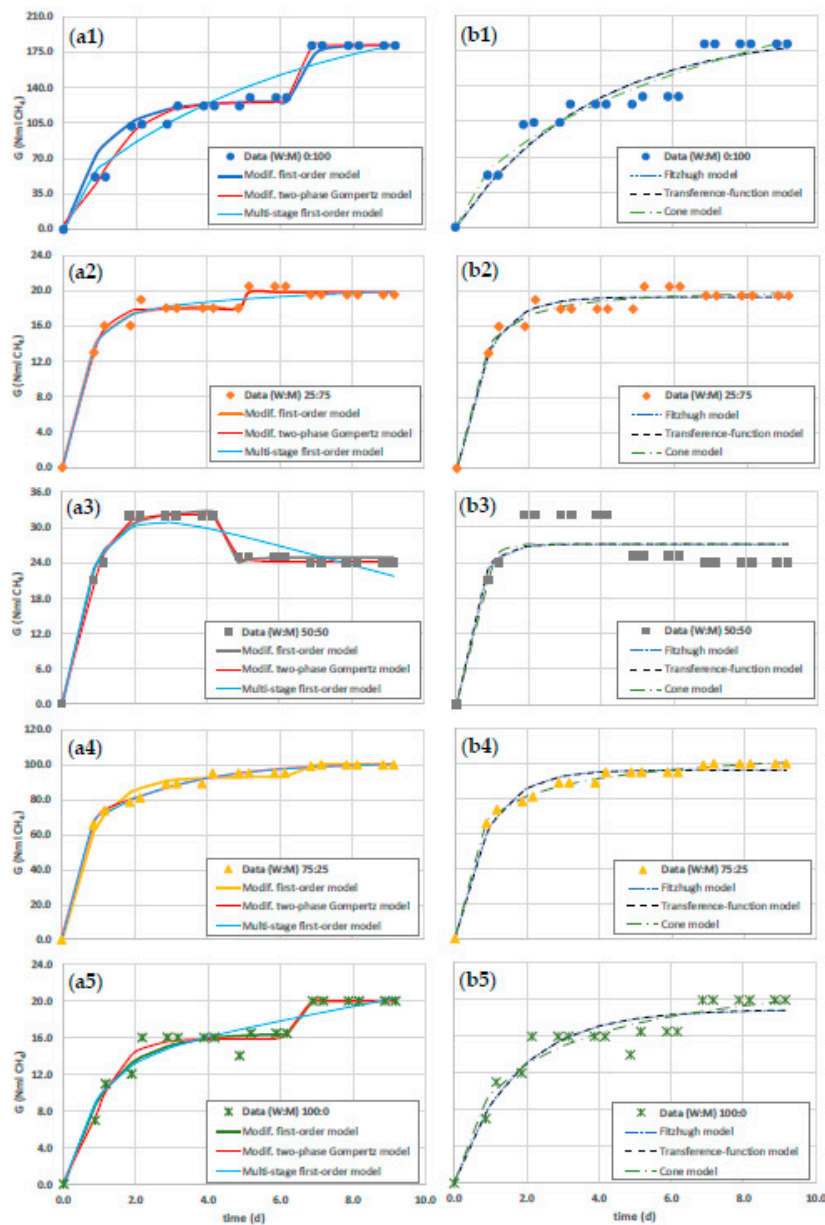 (a1)
G (Nml CH₄)
210.0
175.0
140.0
105.0
70.0
35.0
0.0
Data (W:M) 0:100
Modif. first-order model
Modif. two-phase Gompertz model
Multi-stage first-order model
(b1)
Data (W:M) 0:100
Fitzhugh model
Transference-function model
Cone model
(a2)
G (Nml CH₄)
24.0
20.0
16.0
12.0
8.0
4.0
0.0
Data (W:M) 25:75
Modif. first-order model
Modif. two-phase Gompertz model
Multi-stage first-order model
(b2)
Data (W:M) 25:75
Fitzhugh model
Transference-function model
Cone model
(a3)
G (Nml CH₄)
36.0
30.0
24.0
18.0
12.0
6.0
0.0
Data (W:M) 50:50
Modif. first-order model
Modif. two-phase Gompertz model
Multi-stage first-order model
(b3)
Data (W:M) 50:50
Fitzhugh model
Transference-function model
Cone model
(a4)
G (Nml CH₄)
120.0
100.0
80.0
60.0
40.0
20.0
0.0
Data (W:M) 75:25
Modif. first-order model
Modif. two-phase Gompertz model
Multi-stage first-order model
(b4)
Data (W:M) 75:25
Fitzhugh model
Transference-function model
Cone model
(a5)
G (Nml CH₄)
24.0
20.0
16.0
12.0
8.0
4.0
0.0
Data (W:M) 100:0
Modif. first-order model
Modif. two-phase Gompertz model
Multi-stage first-order model
0.0 2.0 4.0 6.0 8.0 10.0
time (d)
(b5)
Data (W:M) 100:0
Fitzhugh model
Transference-function model
Cone model
0.0 2.0 4.0 6.0 8.0 10.0
time (d)